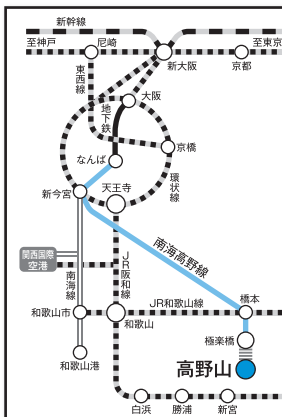 新幹線
至神戸
尼崎
至東京
新大阪
京都
東西線
大阪
地下鉄
京橋
なんば
環状線
新今宮
天王寺
南海高野線
関西国際
空港
南海線
JR阪和線
JR和歌山線
橋本
和歌山市
和歌山
極楽橋
高野山
和歌山港
白浜
勝浦
新宮